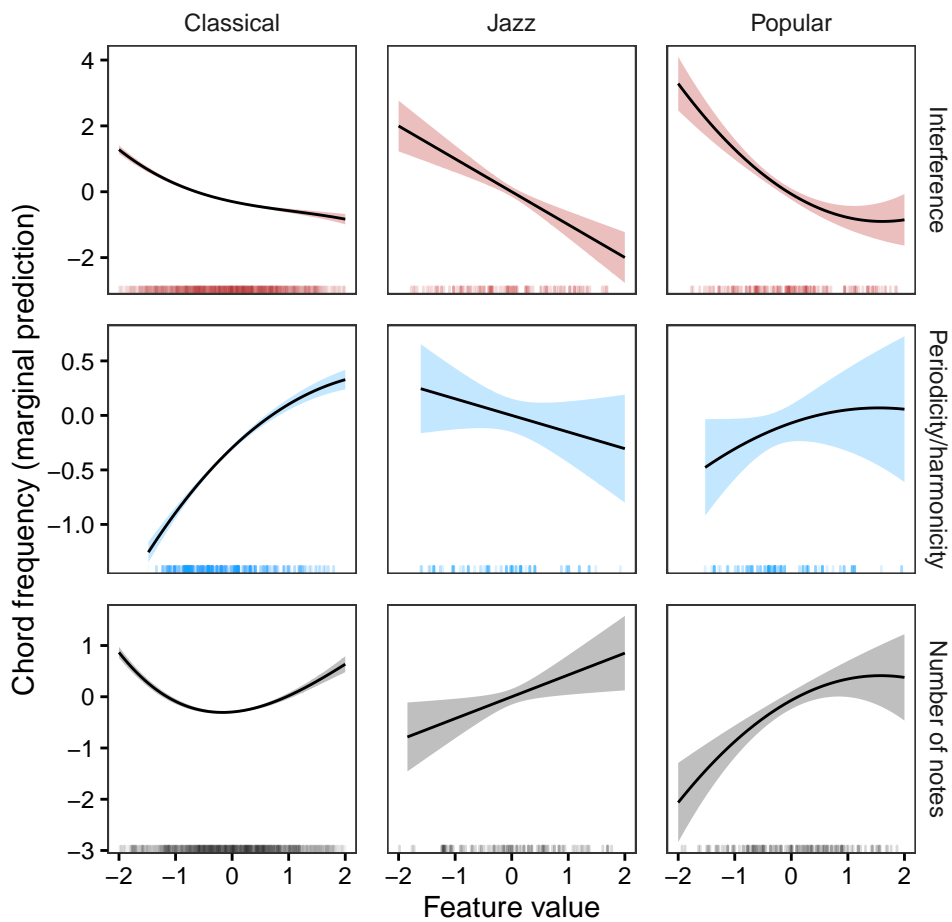 Classical
Jazz
Popular
4
2
0
−2
Interference
0.5
0.0
−0.5
−1.0
Periodicity/harmonicity
1
0
−1
−2
−3
Number of notes
−2 −1 0 1 2
−2 −1 0 1 2
−2 −1 0 1 2
Chord frequency (marginal prediction)
Feature value